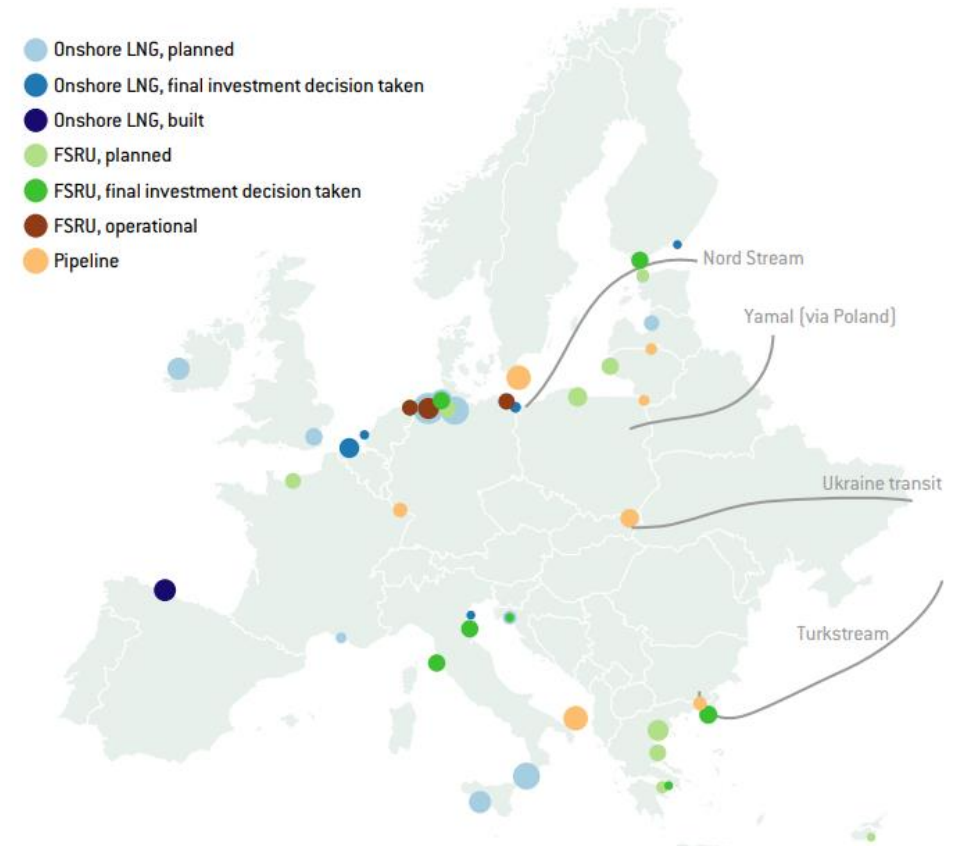 Onshore LNG, planned
Onshore LNG, final investment decision taken
Onshore LNG, built
FSRU, planned
FSRU, final investment decision taken
FSRU, operational
Pipeline
Nord Stream
Yamal (via Poland)
Ukraine transit
Turkstream